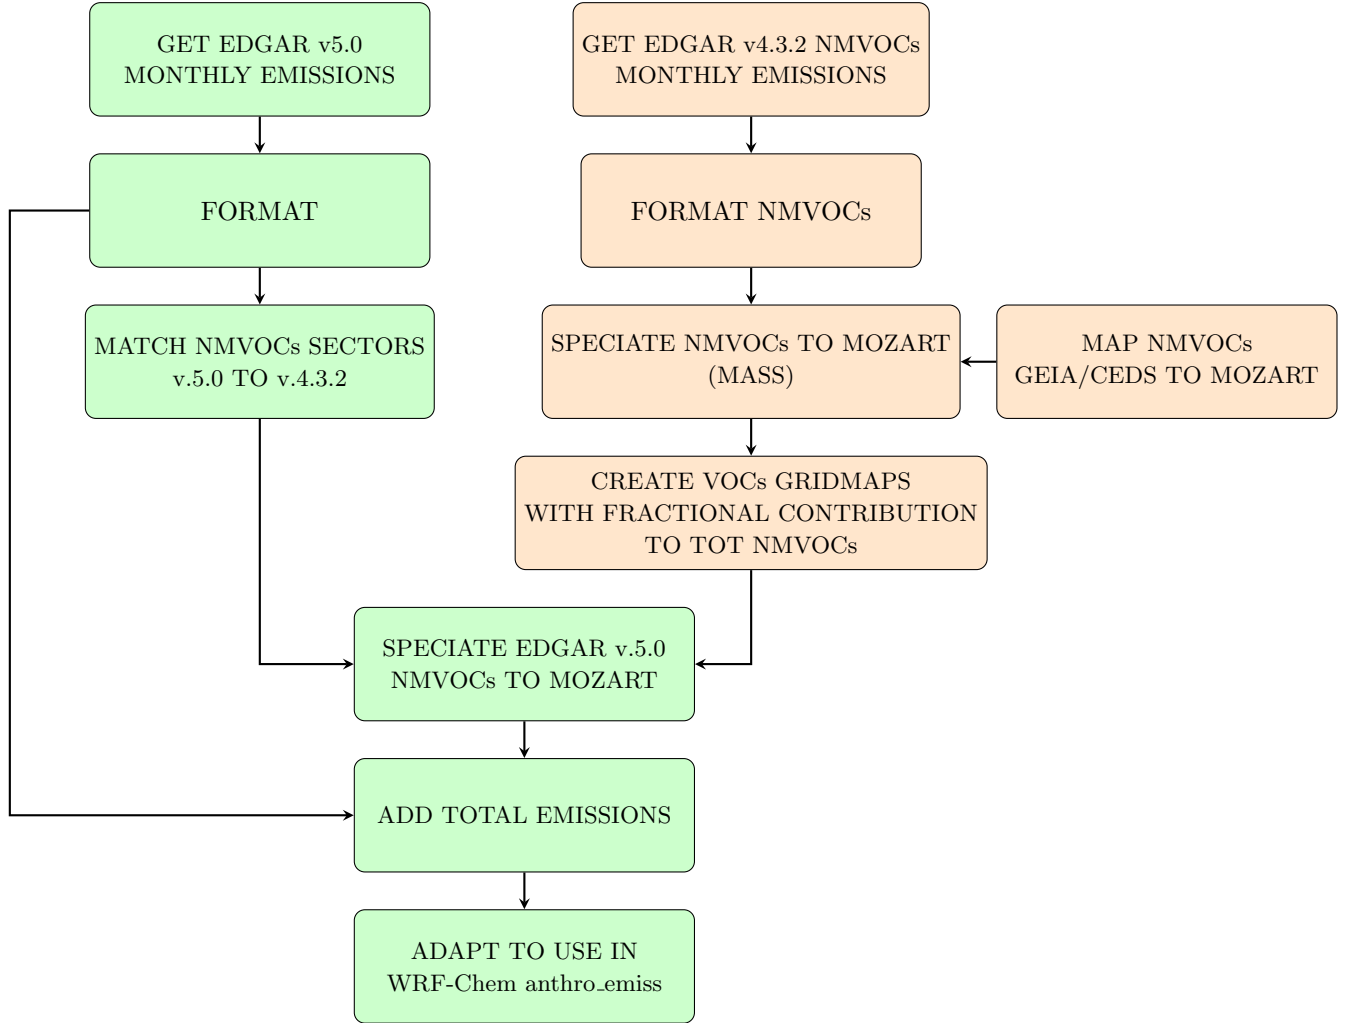 GET EDGAR v5.0
MONTHLY EMISSIONS
GET EDGAR v4.3.2 NMVOCs
MONTHLY EMISSIONS
FORMAT
FORMAT NMVOCs
MATCH NMVOCs SECTORS
v.5.0 TO v.4.3.2
SPECIATE NMVOCs TO MOZART
(MASS)
MAP NMVOCs
GEIA/CEDS TO MOZART
CREATE VOCs GRIDMAPS
WITH FRACTIONAL CONTRIBUTION
TO TOT NMVOCs
SPECIATE EDGAR v.5.0
NMVOCs TO MOZART
ADD TOTAL EMISSIONS
ADAPT TO USE IN
WRF-Chem anthro_emiss